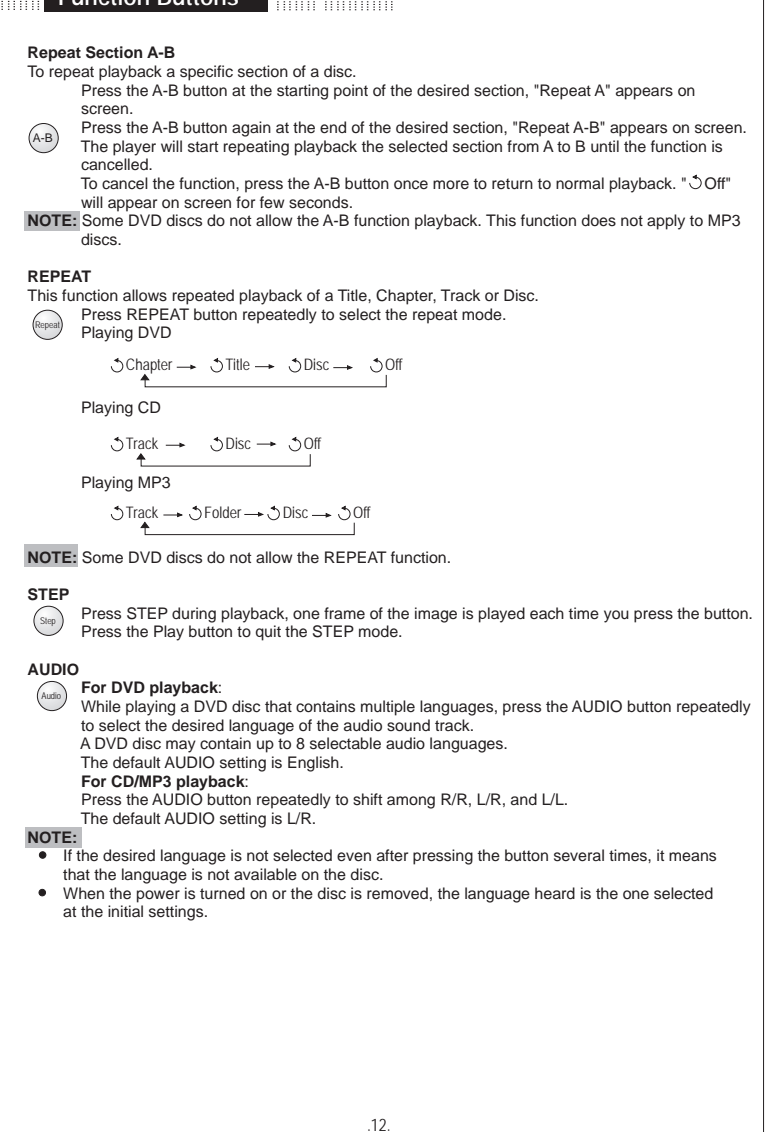 Function Buttons
Repeat Section A-B
To repeat playback a specific section of a disc.
Press the A-B button at the starting point of the desired section, "Repeat A" appears on
screen.
A-B
Press the A-B button again at the end of the desired section, "Repeat A-B" appears on screen.
The player will start repeating playback the selected section from A to B until the function is
cancelled.
To cancel the function, press the A-B button once more to return to normal playback. "Off"
will appear on screen for few seconds.
NOTE: Some DVD discs do not allow the A-B function playback. This function does not apply to MP3
discs.
REPEAT
This function allows repeated playback of a Title, Chapter, Track or Disc.
Repeat
Press REPEAT button repeatedly to select the repeat mode.
Playing DVD
Chapter → Title → Disc → Off
Playing CD
Track → Disc → Off
Playing MP3
Track → Folder → Disc → Off
NOTE: Some DVD discs do not allow the REPEAT function.
STEP
Step
Press STEP during playback, one frame of the image is played each time you press the button.
Press the Play button to quit the STEP mode.
AUDIO
Audio
For DVD playback:
While playing a DVD disc that contains multiple languages, press the AUDIO button repeatedly
to select the desired language of the audio sound track.
A DVD disc may contain up to 8 selectable audio languages.
The default AUDIO setting is English.
For CD/MP3 playback:
Press the AUDIO button repeatedly to shift among R/R, L/R, and L/L.
The default AUDIO setting is L/R.
NOTE:
● If the desired language is not selected even after pressing the button several times, it means
that the language is not available on the disc.
● When the power is turned on or the disc is removed, the language heard is the one selected
at the initial settings.
.12.